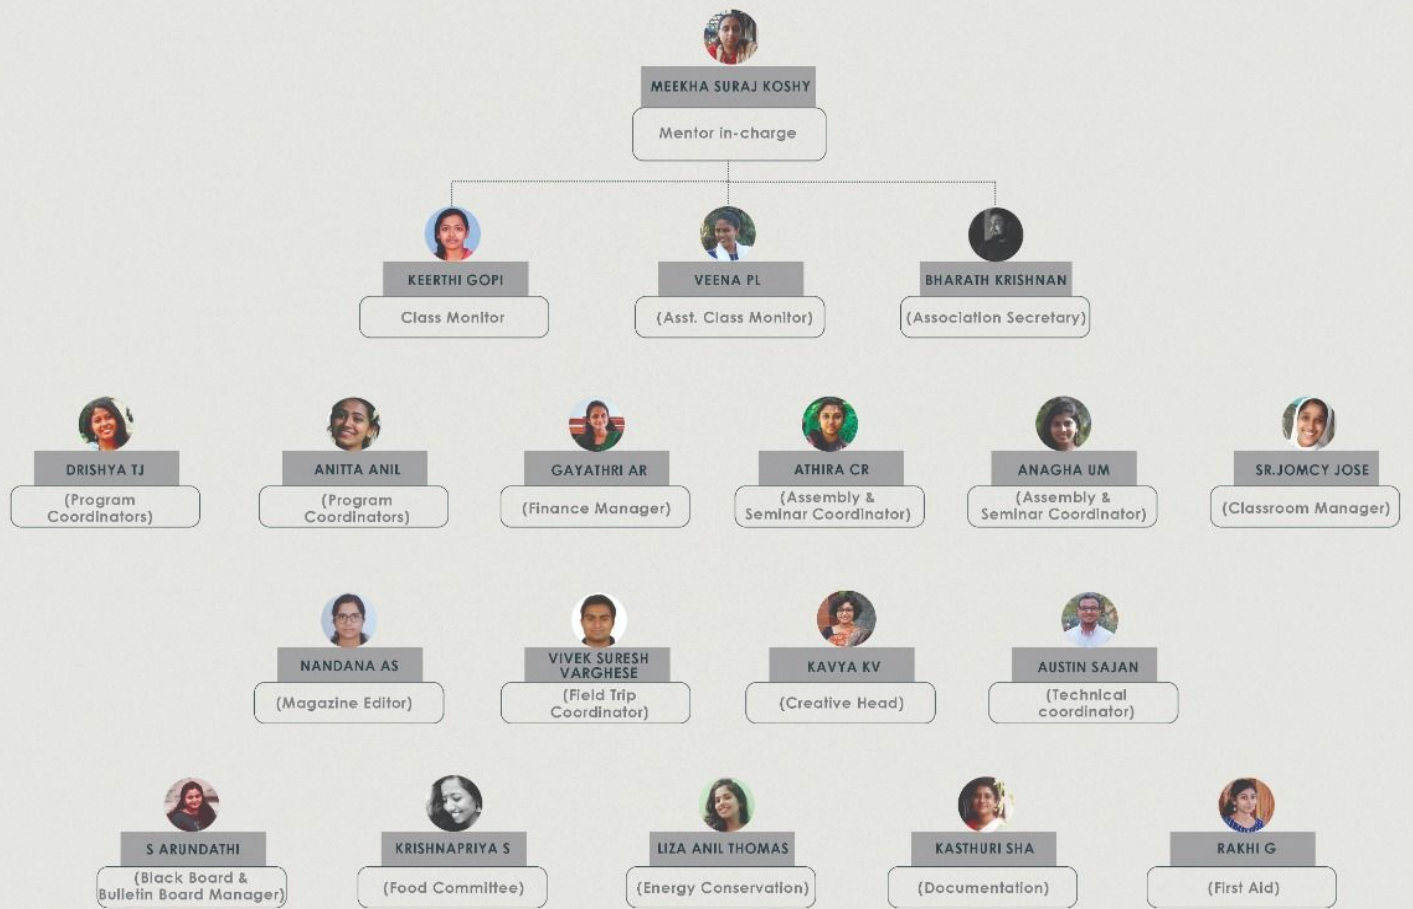 MEEKHA SURAJ KOSHY
Mentor in-charge
KEERTHI GOPI
Class Monitor
VEENA PL
(Asst. Class Monitor)
BHARATH KRISHNAN
(Association Secretary)
DRISHYA TJ
(Program
Coordinators)
ANITTA ANIL
(Program
Coordinators)
GAYATHRI AR
(Finance Manager)
ATHIRA CR
(Assembly &
Seminar Coordinator)
ANAGHA UM
(Assembly &
Seminar Coordinator)
SR.JOMCY JOSE
(Classroom Manager)
NANDANA AS
(Magazine Editor)
VIVEK SURESH
VARGHESE
(Field Trip
Coordinator)
KAVYA KV
(Creative Head)
AUSTIN SAJAN
(Technical
coordinator)
S ARUNDATHI
(Black Board &
Bulletin Board Manager)
KRISHNAPRIYA S
(Food Committee)
LIZA ANIL THOMAS
(Energy Conservation)
KASTHURI SHA
(Documentation)
RAKHI G
(First Aid)